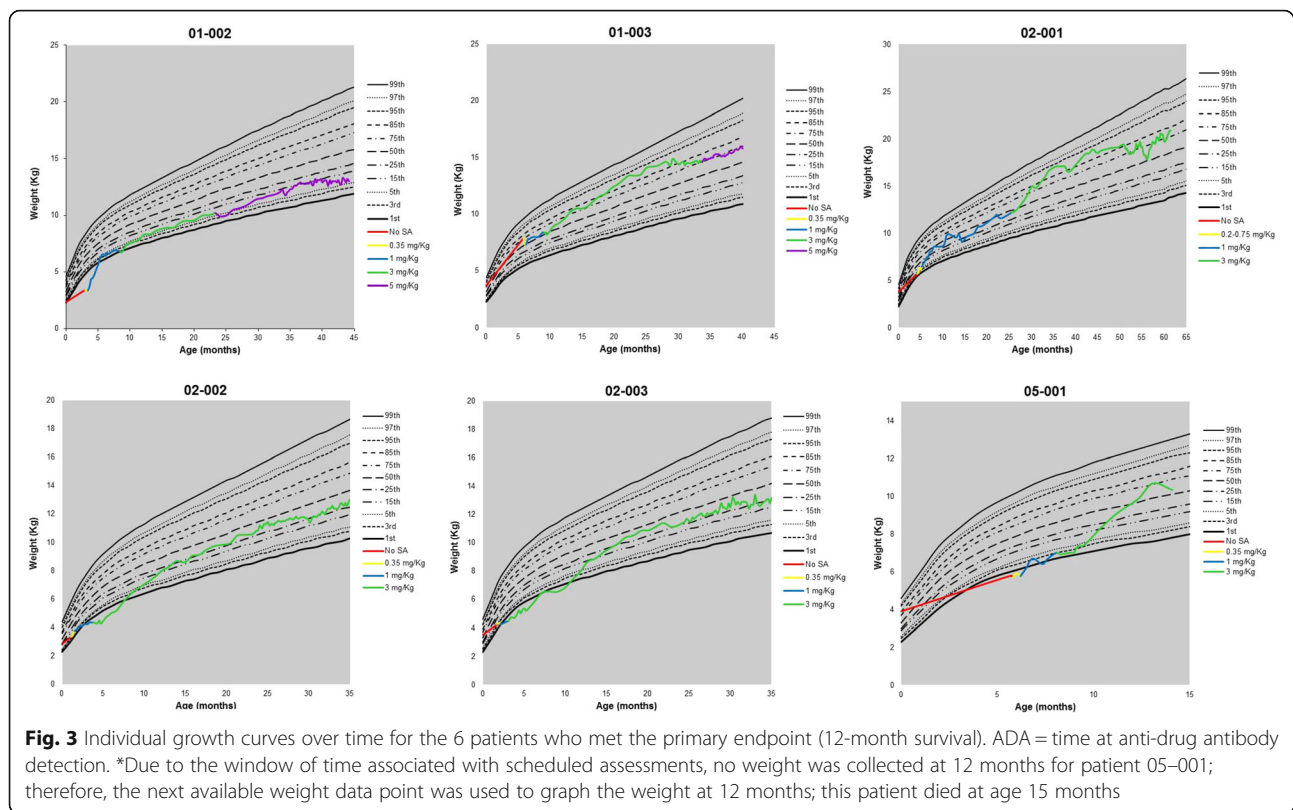 01-002
Weight (Kg)
25
20
15
10
5
0
0 5 10 15 20 25 30 35 40 45
Age (months)
99th
97th
95th
85th
75th
50th
25th
15th
5th
3rd
1st
No SA
0.35 mg/Kg
1 mg/Kg
3 mg/Kg
5 mg/Kg
01-003
Weight (Kg)
25
20
15
10
5
0
0 5 10 15 20 25 30 35 40 45
Age (months)
99th
97th
95th
85th
75th
50th
25th
15th
5th
3rd
1st
No SA
0.35 mg/Kg
1 mg/Kg
3 mg/Kg
5 mg/Kg
02-001
Weight (Kg)
30
25
20
15
10
5
0
0 5 10 15 20 25 30 35 40 45 50 55 60 65
Age (months)
99th
97th
95th
85th
75th
50th
25th
15th
5th
3rd
1st
No SA
0.2-0.75 mg/Kg
1 mg/Kg
3 mg/Kg
02-002
Weight (Kg)
20
18
16
14
12
10
8
6
4
2
0
0 5 10 15 20 25 30 35
Age (months)
99th
97th
95th
85th
75th
50th
25th
15th
5th
3rd
1st
No SA
0.35 mg/Kg
1 mg/Kg
3 mg/Kg
02-003
Weight (Kg)
20
18
16
14
12
10
8
6
4
2
0
0 5 10 15 20 25 30 35
Age (months)
99th
97th
95th
85th
75th
50th
25th
15th
5th
3rd
1st
No SA
0.35 mg/Kg
1 mg/Kg
3 mg/Kg
05-001
Weight (Kg)
14
12
10
8
6
4
2
0
0 5 10 15
Age (months)
99th
97th
95th
85th
75th
50th
25th
15th
5th
3rd
1st
No SA
0.35 mg/Kg
1 mg/Kg
3 mg/Kg
Fig. 3 Individual growth curves over time for the 6 patients who met the primary endpoint (12-month survival). ADA = time at anti-drug antibody
detection. *Due to the window of time associated with scheduled assessments, no weight was collected at 12 months for patient 05–001;
therefore, the next available weight data point was used to graph the weight at 12 months; this patient died at age 15 months